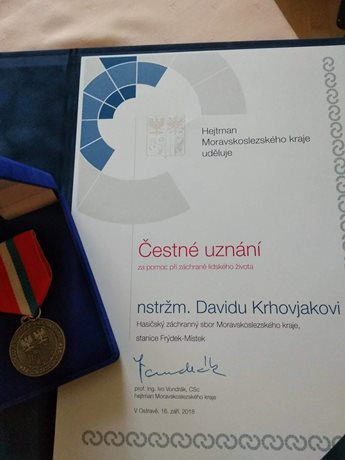 Hejtman
Moravskoslezského kraje
uděluje
Čestné uznání
za pomoc při záchraně lidského života
nstržm. Davidu Krhovjakovi
Hasičský záchranný sbor Moravskoslezského kraje,
stanice Frýdek-Místek
prof. Ing. Ivo Vondrák, CSc
hejtman Moravskoslezského kraje
V Ostravě, 16. září, 2018